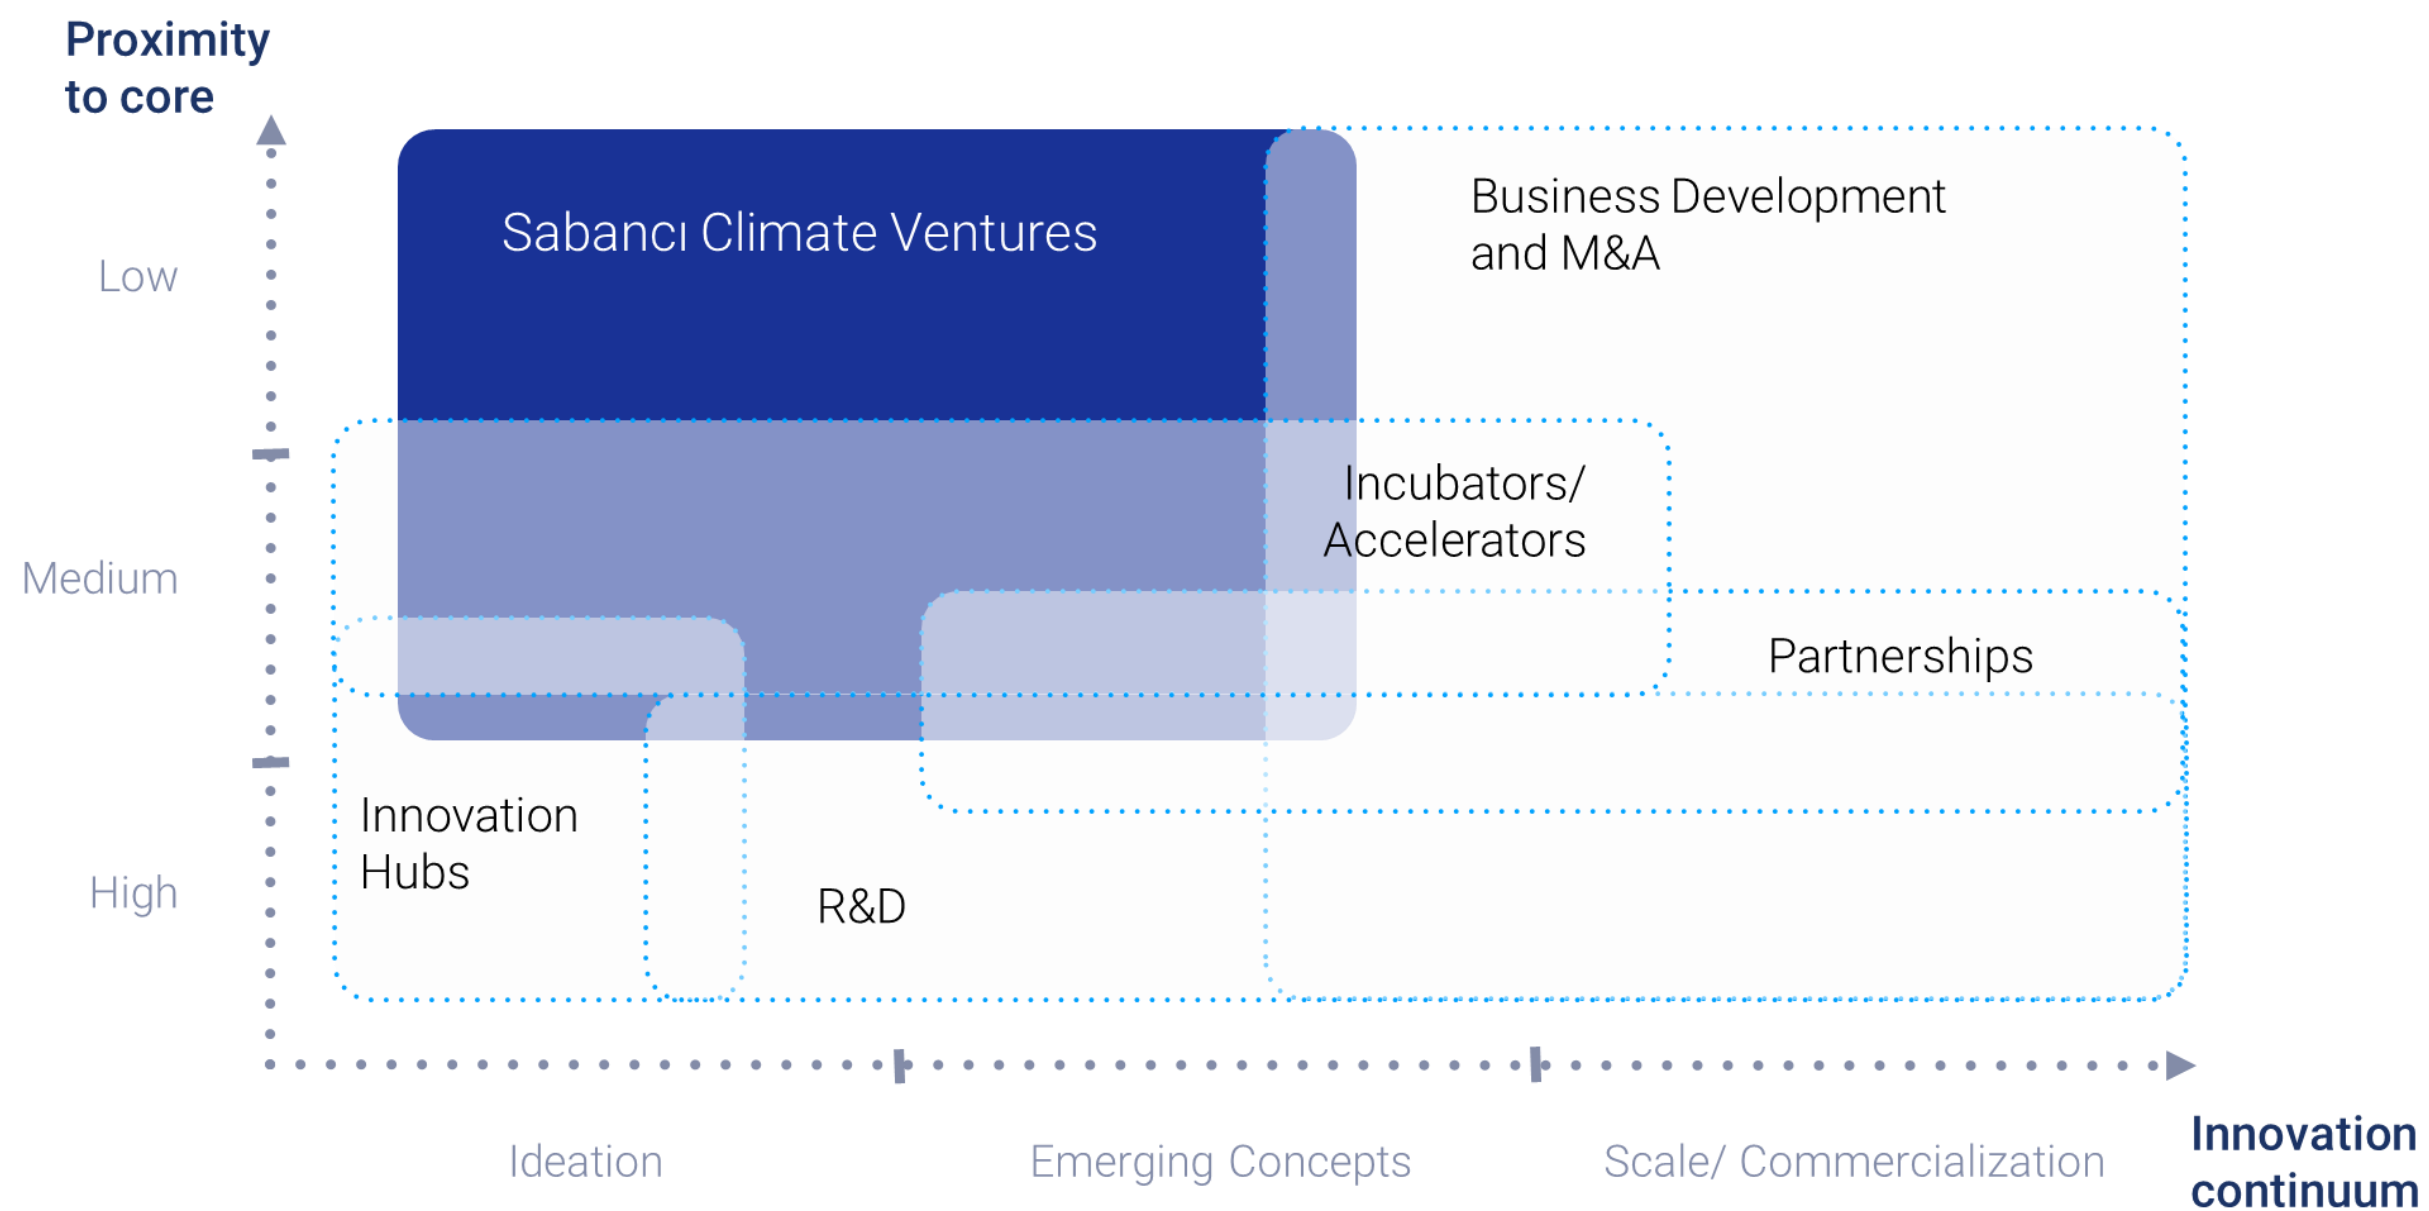 Proximity
to core
Sabancı Climate Ventures
Business Development
and M&A
Low
Incubators/
Accelerators
Medium
Partnerships
Innovation
Hubs
High
R&D
Ideation
Emerging Concepts
Scale/ Commercialization
Innovation
continuum